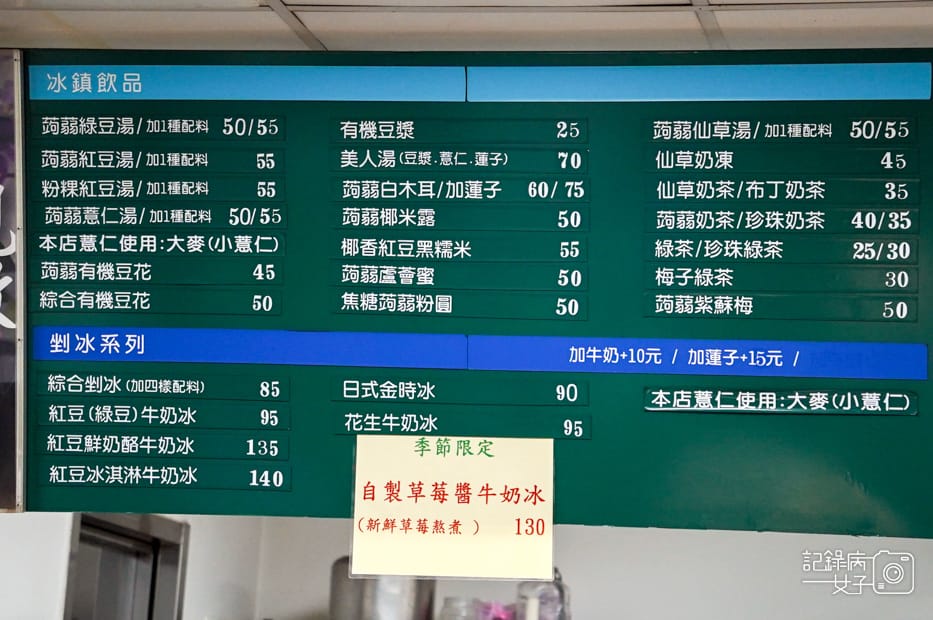 冰鎮飲品
蒟蒻綠豆湯/加1種配料 50/55
蒟蒻紅豆湯/加1種配料 55
粉粿紅豆湯/加1種配料 55
蒟蒻薏仁湯/加1種配料 50/55
本店薏仁使用:大麥(小薏仁)
蒟蒻有機豆花 45
綜合有機豆花 50
有機豆漿 25
美人湯(豆漿.薏仁.蓮子) 70
蒟蒻白木耳/加蓮子 60/75
蒟蒻椰米露 50
椰香紅豆黑糯米 55
蒟蒻蘆薈蜜 50
焦糖蒟蒻粉圓 50
蒟蒻仙草湯/加1種配料 50/55
仙草奶凍 45
仙草奶茶/布丁奶茶 35
蒟蒻奶茶/珍珠奶茶 40/35
綠茶/珍珠綠茶 25/30
梅子綠茶 30
蒟蒻紫蘇梅 50
剉冰系列
加牛奶+10元 / 加蓮子+15元 /
綜合剉冰(加四樣配料) 85
紅豆(綠豆)牛奶冰 95
紅豆鮮奶酪牛奶冰 135
紅豆冰淇淋牛奶冰 140
日式金時冰 90
花生牛奶冰 95
本店薏仁使用:大麥(小薏仁)
季節限定
自製草莓醬牛奶冰
(新鮮草莓熬煮 ) 130
記錄病
女子